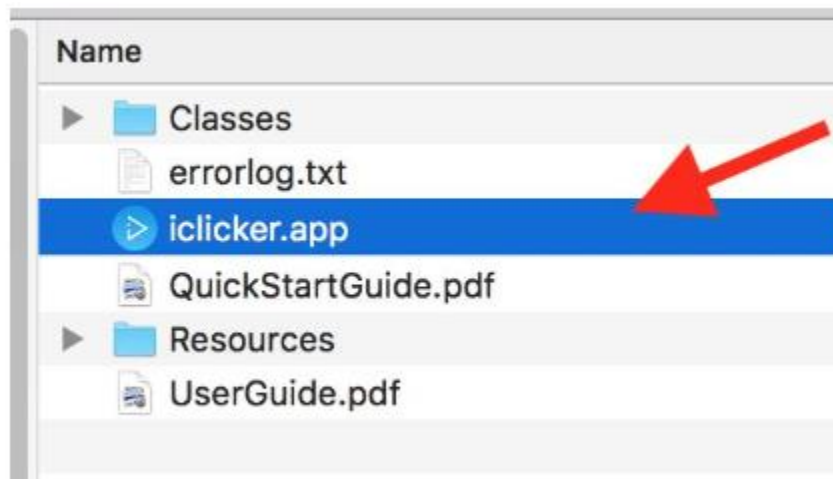 Name
Classes
errorlog.txt
iclicker.app
QuickStartGuide.pdf
Resources
UserGuide.pdf